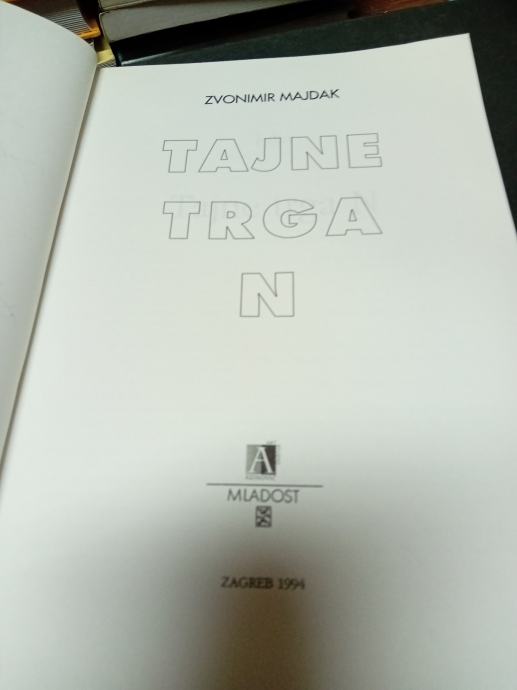 ZVONIMIR MAJDAK
TAJNE
TRGA
N
A
MLADOST
ZAGREB 1994